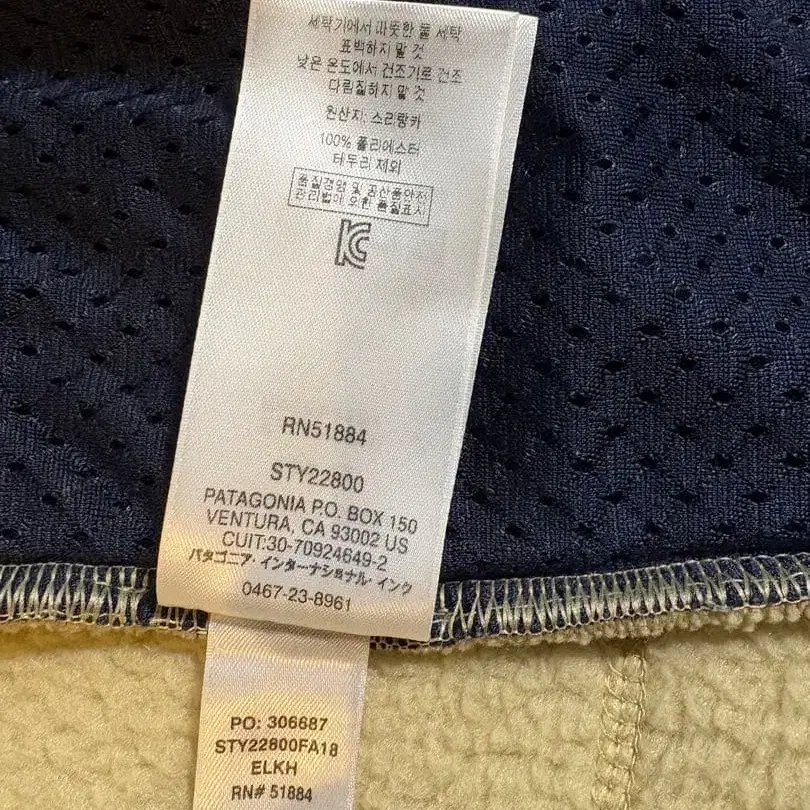 세탁기에서 따뜻한 물 세탁
표백하지 말 것
낮은 온도에서 건조기로 건조
다림질하지 말 것
원산지: 스리랑카
100% 폴리에스터
테두리 제외
품질경영 및 공산품안전
관리법에 의한 품질표시
RN51884
STY22800
PATAGONIA P.O. BOX 150
VENTURA, CA 93002 US
CUIT:30-70924649-2
パタゴニア・インターナショナル・インク
0467-23-8961
PO: 306687
STY22800FA18
ELKH
RN# 51884